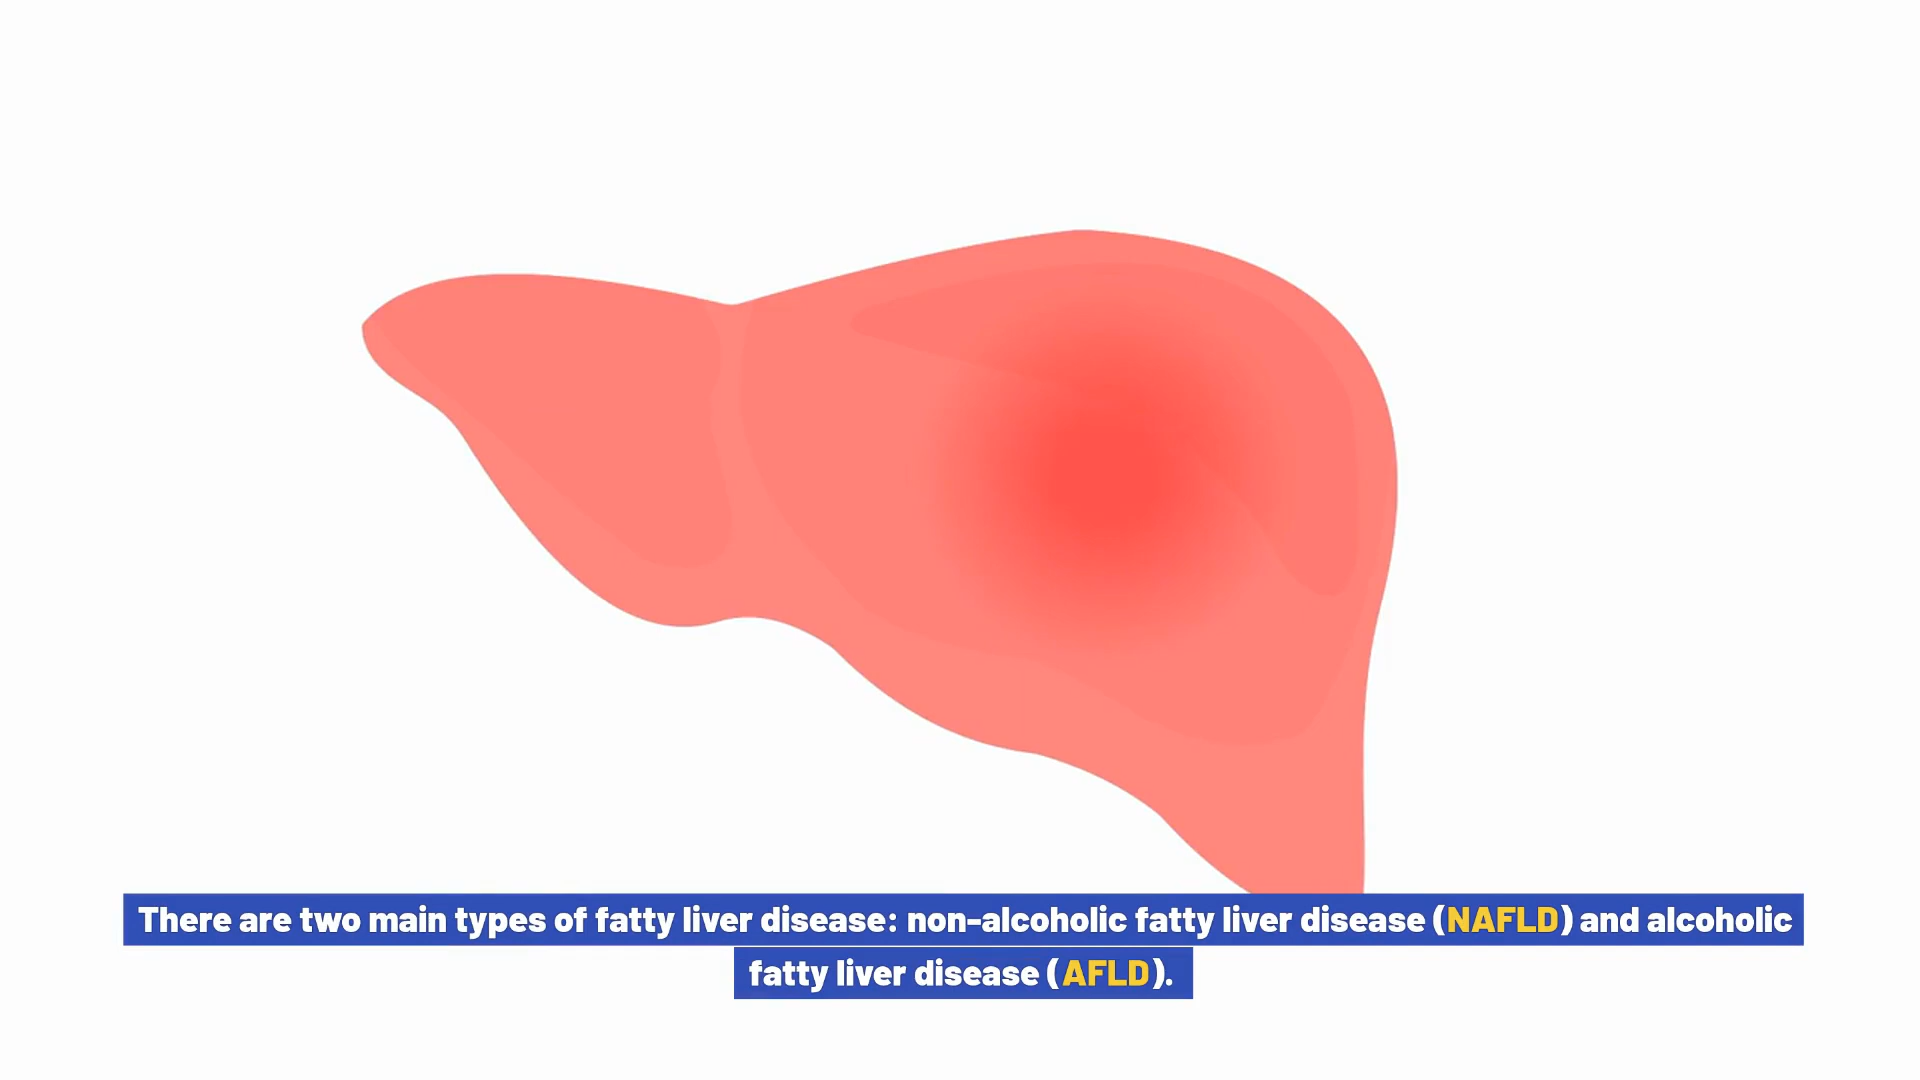 There are two main types of fatty liver disease: non-alcoholic fatty liver disease (NAFLD) and alcoholic
fatty liver disease (AFLD).